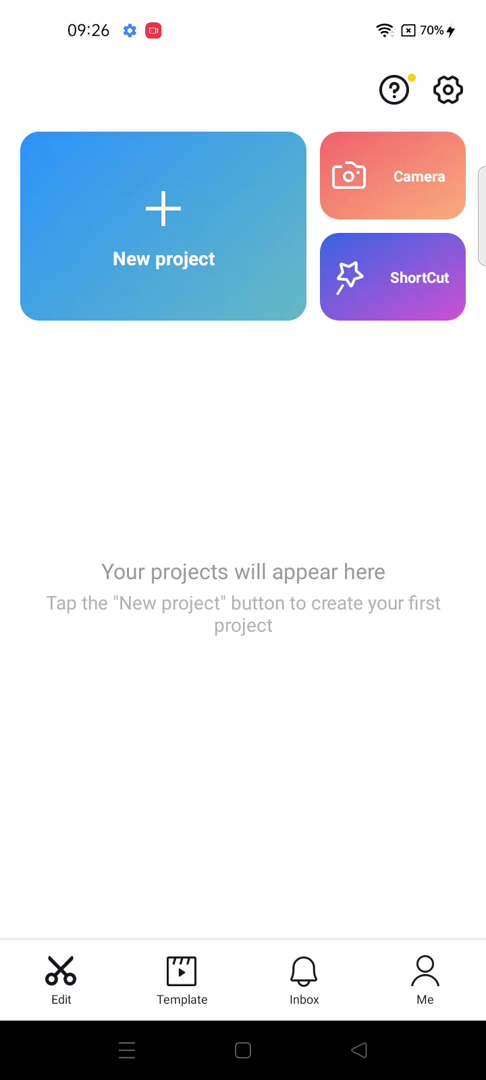 09:26
70%
New project
Camera
ShortCut
Your projects will appear here
Tap the "New project" button to create your first
project
Edit
Template
Inbox
Me